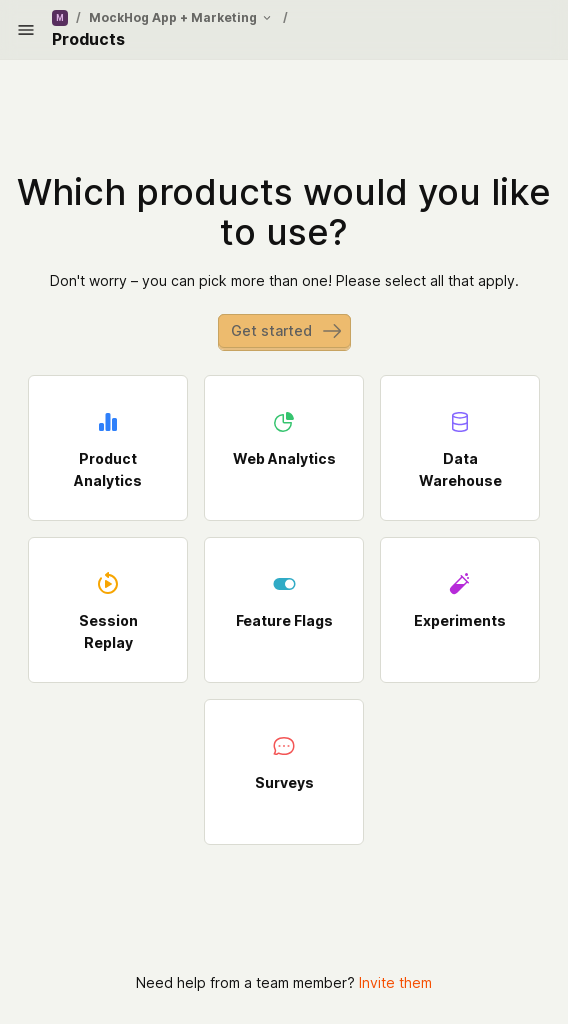 M / MockHog App + Marketing /
Products
Which products would you like
to use?
Don't worry – you can pick more than one! Please select all that apply.
Get started
Product
Analytics
Web Analytics
Data
Warehouse
Session
Replay
Feature Flags
Experiments
Surveys
Need help from a team member? Invite them